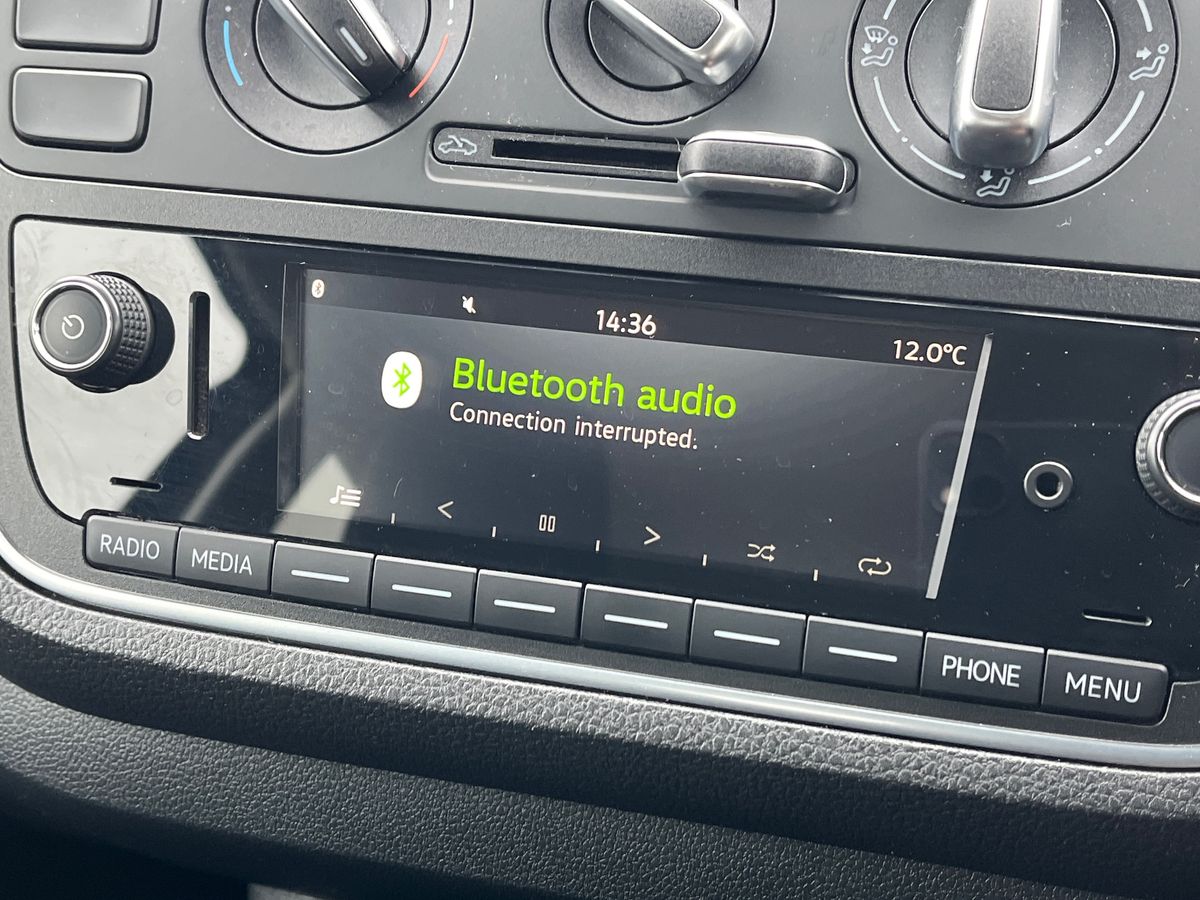 14:36
12.0°C
Bluetooth audio
Connection interrupted.
RADIO
MEDIA
PHONE
MENU